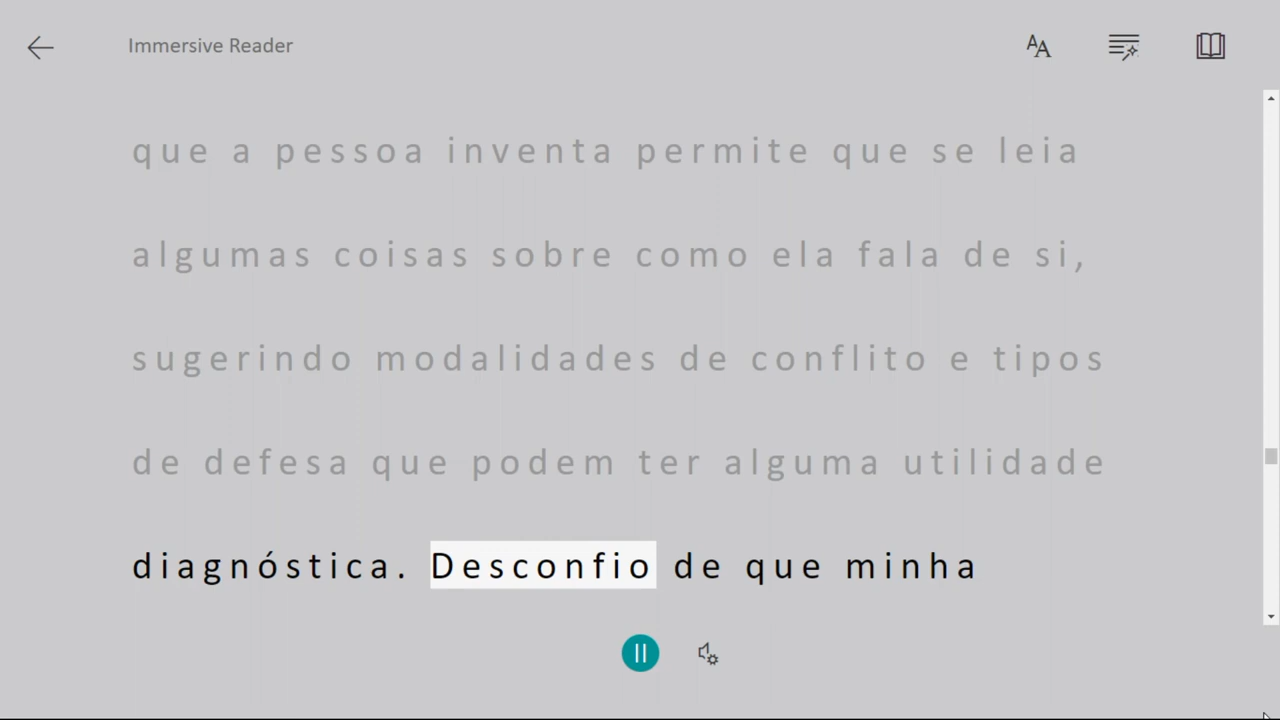 Immersive Reader
que a pessoa inventa permite que se leia
algumas coisas sobre como ela fala de si,
sugerindo modalidades de conflito e tipos
de defesa que podem ter alguma utilidade
diagnóstica. Desconfio de que minha